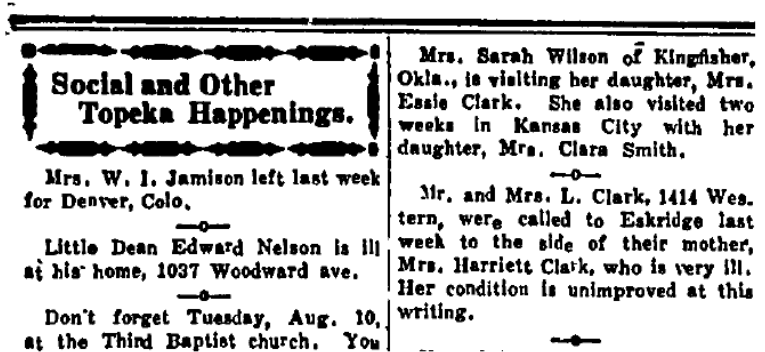 Social and Other
Topeka Happenings.
Mrs. W. I. Jamison left last week
for Denver, Colo.
Little Dean Edward Nelson is ill
at his home, 1037 Woodward ave.
Don't forget Tuesday, Aug. 10,
at the Third Baptist church. You
Mrs. Sarah Wilson of Kingfisher,
Okla., is visiting her daughter, Mrs.
Essie Clark. She also visited two
weeks in Kansas City with her
daughter, Mrs. Clara Smith.
Mr. and Mrs. L. Clark, 1414 Wes-
tern, were called to Eskridge last
week to the side of their mother,
Mrs. Harriett Clark, who is very ill.
Her condition is unimproved at this
writing.